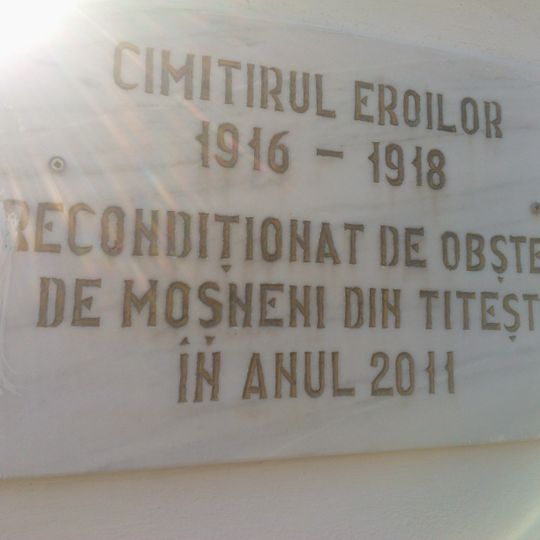 CIMITIRUL EROILOR
1916 - 1918
RECONDIȚIONAT DE OBȘTE
DE MOȘNENI DIN TITEȘT
ÎN ANUL 2011